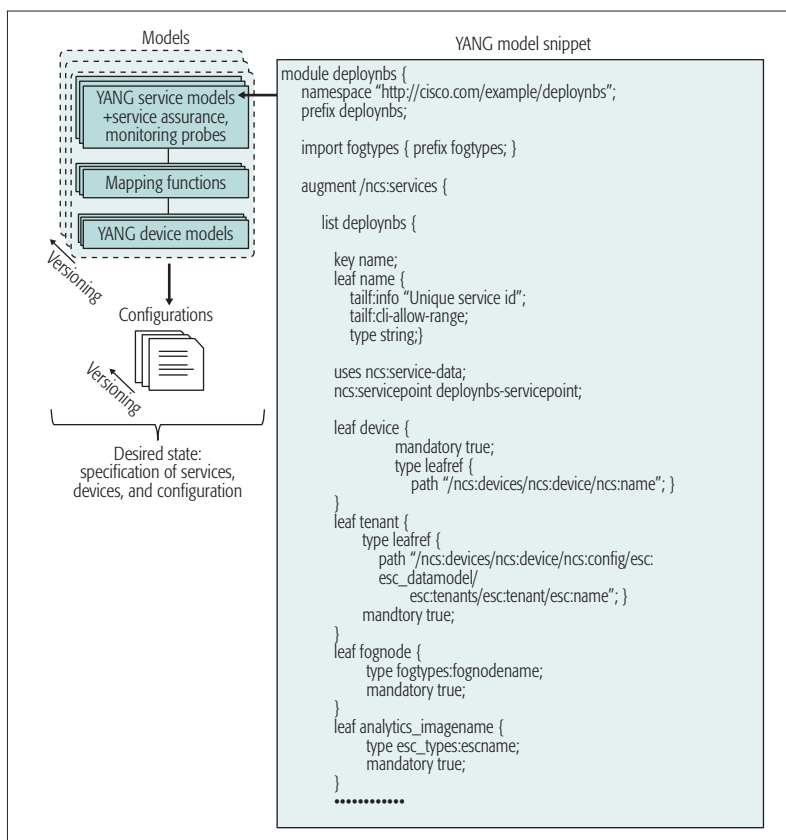 Models
YANG service models
+service assurance,
monitoring probes
Mapping functions
YANG device models
Versioning
Configurations
Versioning
Desired state:
specification of services,
devices, and configuration
YANG model snippet
module deploynbs {
namespace “http://cisco.com/example/deploynbs”;
prefix deploynbs;
import fogtypes { prefix fogtypes; }
augment /ncs:services {
list deploynbs {
key name;
leaf name {
tailf:info “Unique service id”;
tailf:cli-allow-range;
type string;}
uses ncs:service-data;
ncs:servicepoint deploynbs-servicepoint;
leaf device {
mandatory true;
type leafref {
path “/ncs:devices/ncs:device/ncs:name”; }
}
leaf tenant {
type leafref {
path “/ncs:devices/ncs:device/ncs:config/esc:
esc_datamodel/
esc:tenants/esc:tenant/esc:name”; }
mandtory true;
}
leaf fognode {
type fogtypes:fognodename;
mandatory true;
}
leaf analytics_imagename {
type esc_types:escname;
mandatory true;
}
••••••••••••